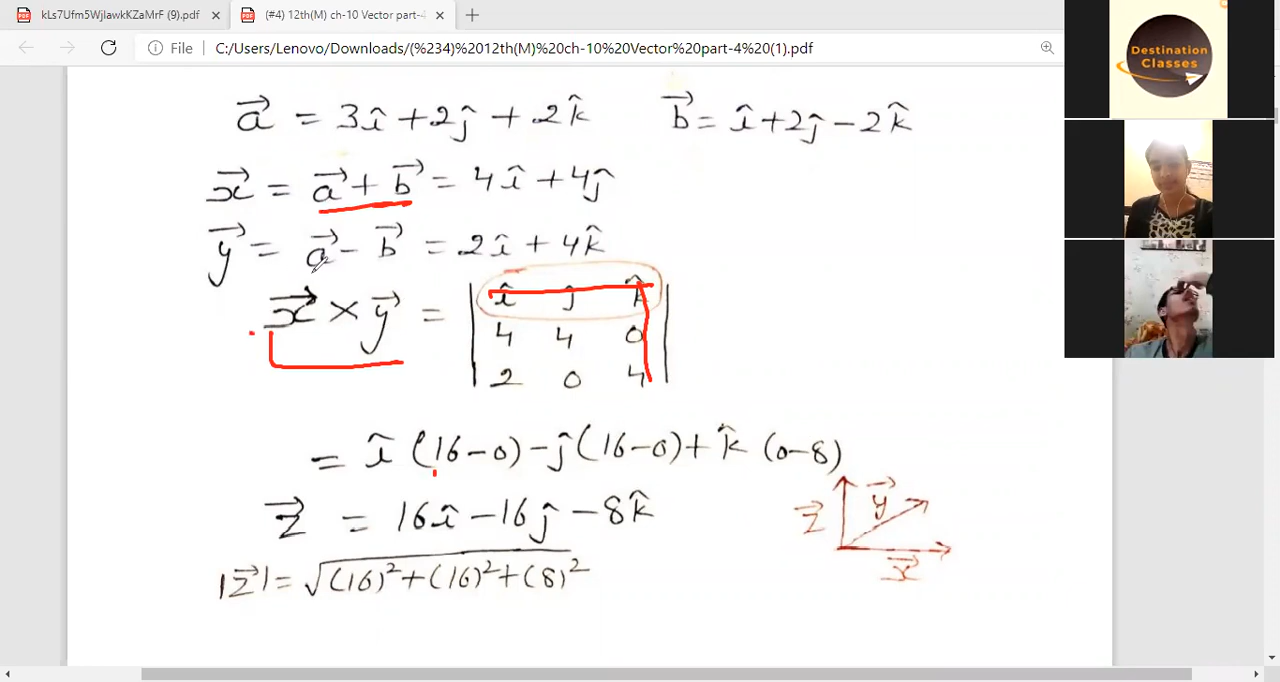 kLs7Ufm5WjIawkKZaMrF (9).pdf
(#4) 12th(M) ch-10 Vector part-4
File
C:/Users/Lenovo/Downloads/(%234)%2012th(M)%20ch-10%20Vector%20part-4%20(1).pdf
Destination
Classes
a⃗ = 3î + 2ĵ + 2k̂ b⃗ = î + 2ĵ − 2k̂
x⃗ = a⃗ + b⃗ = 4î + 4ĵ
y⃗ = a⃗ − b⃗ = 2î + 4k̂
x⃗ × y⃗ = | î ĵ k̂ |
| 4 4 0 |
| 2 0 4 |
= î (16−0) − ĵ (16−0) + k̂ (0−8)
z⃗ = 16î − 16ĵ − 8k̂
|z⃗| = √(16)² + (16)² + (8)²
z⃗ y⃗
x⃗